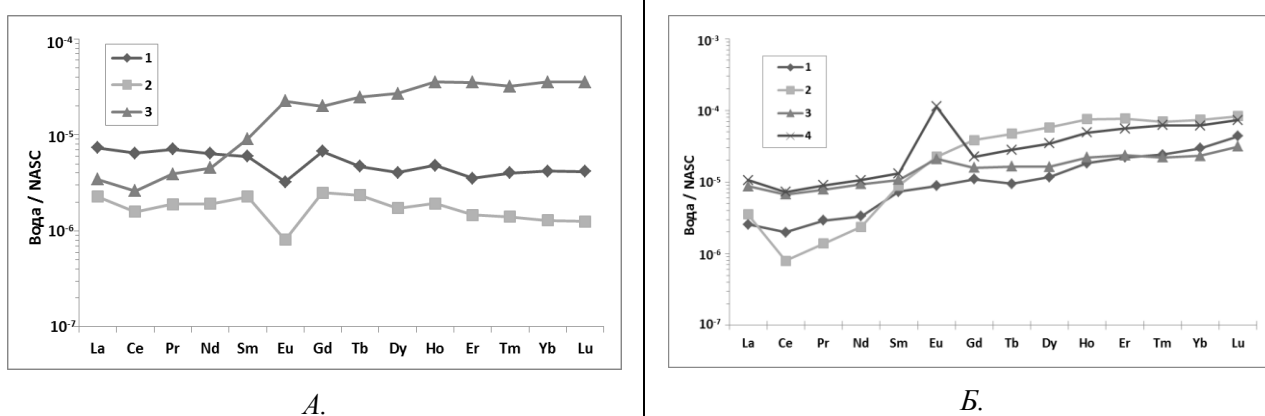 Вода / NASC
10⁻⁴
10⁻⁵
10⁻⁶
10⁻⁷
1
2
3
La Ce Pr Nd Sm Eu Gd Tb Dy Ho Er Tm Yb Lu
А.
Вода / NASC
10⁻³
10⁻⁴
10⁻⁵
10⁻⁶
10⁻⁷
1
2
3
4
La Ce Pr Nd Sm Eu Gd Tb Dy Ho Er Tm Yb Lu
Б.